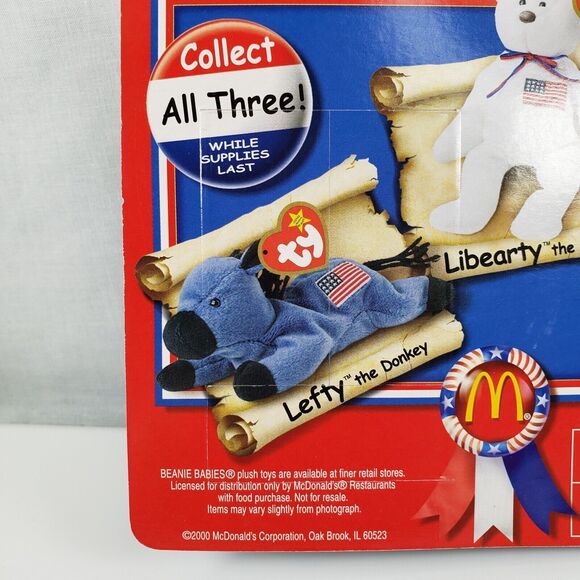 Collect
All Three!
WHILE
SUPPLIES
LAST
ty
Libearty™ the
Lefty™ the Donkey
BEANIE BABIES® plush toys are available at finer retail stores.
Licensed for distribution only by McDonald's® Restaurants
with food purchase. Not for resale.
Items may vary slightly from photograph.
©2000 McDonald's Corporation, Oak Brook, IL 60523